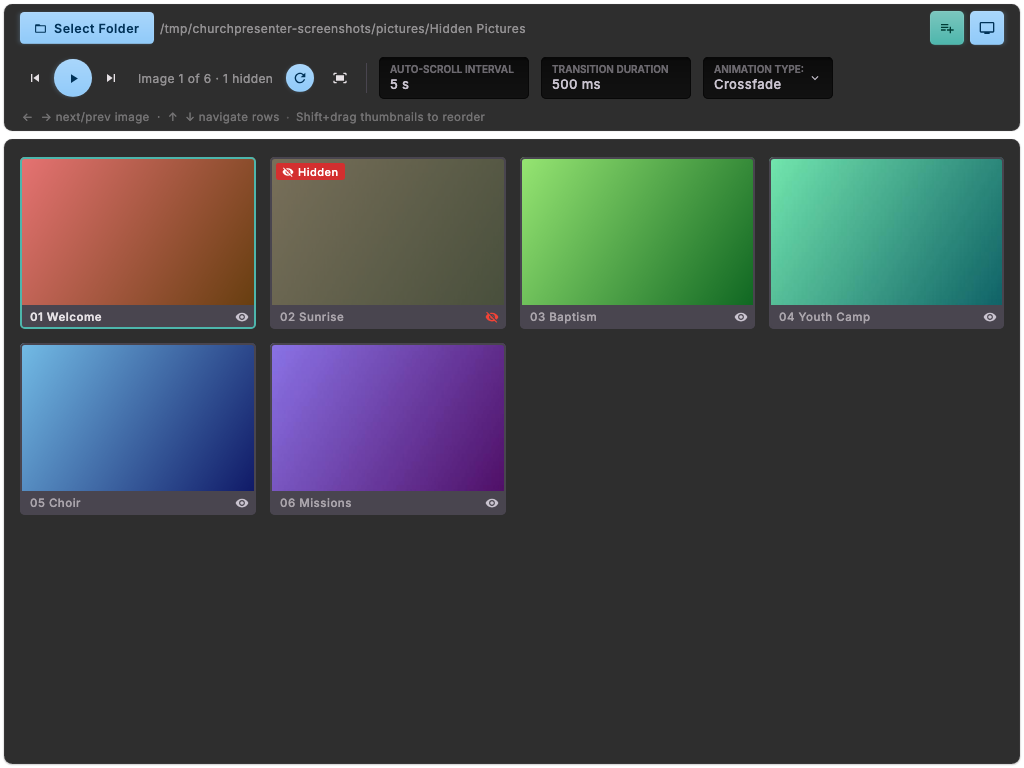 Select Folder
/tmp/churchpresenter-screenshots/pictures/Hidden Pictures
Image 1 of 6 · 1 hidden
AUTO-SCROLL INTERVAL
5 s
TRANSITION DURATION
500 ms
ANIMATION TYPE:
Crossfade
← → next/prev image · ↑ ↓ navigate rows · Shift+drag thumbnails to reorder
Hidden
01 Welcome
02 Sunrise
03 Baptism
04 Youth Camp
05 Choir
06 Missions